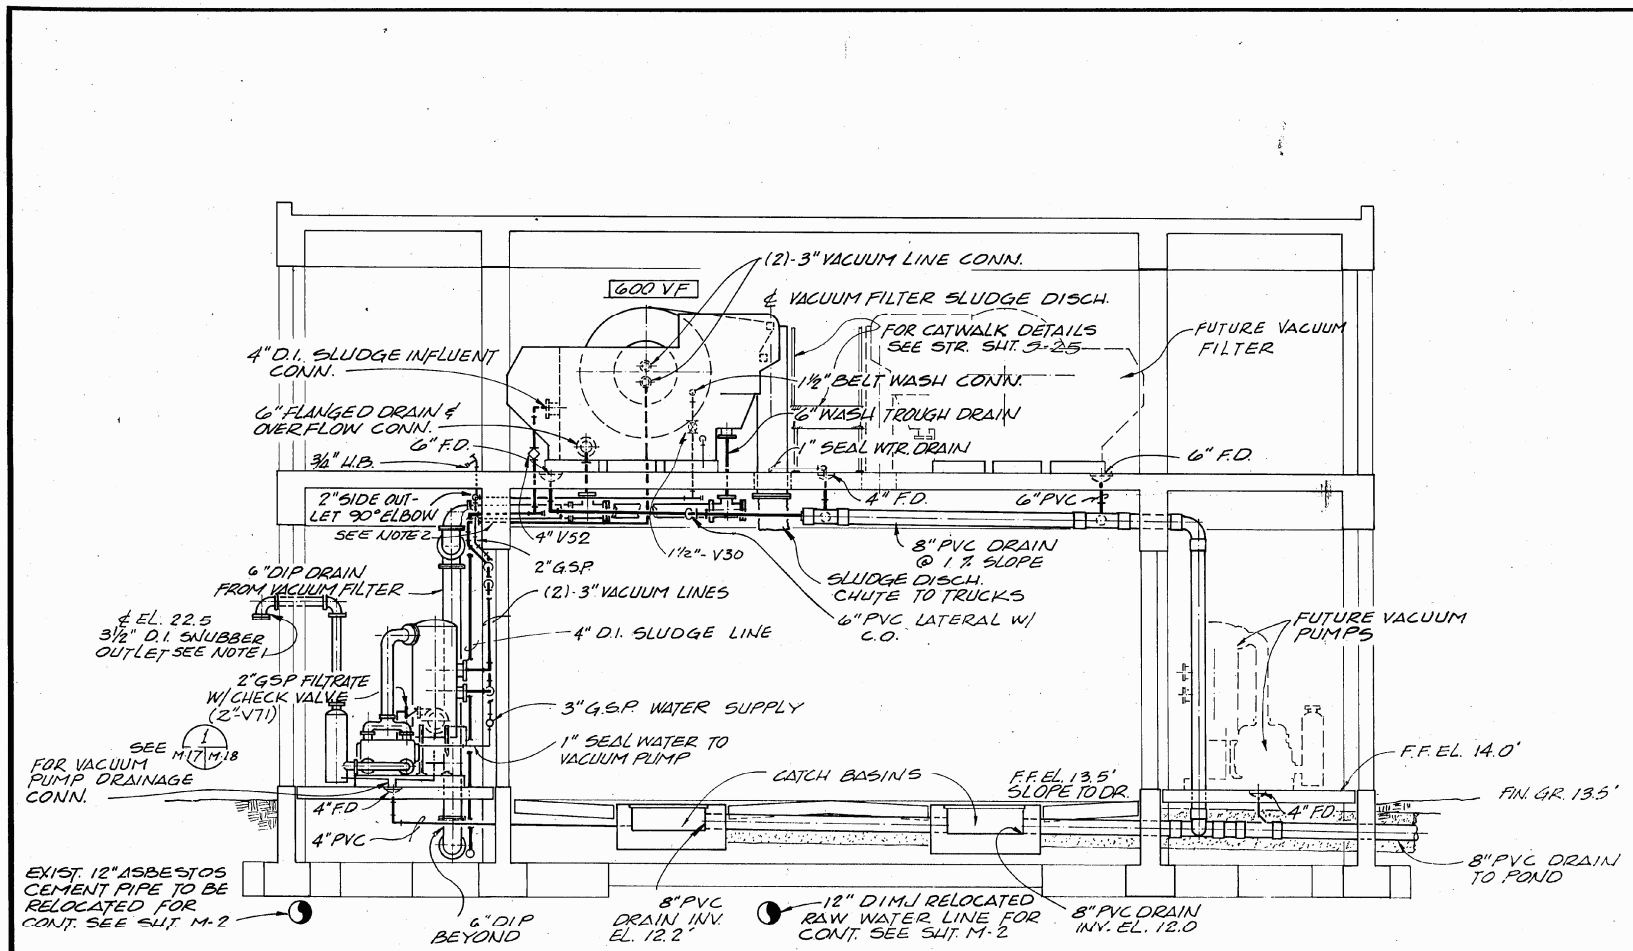 (2)-3" VACUUM LINE CONN.
600 VF
℄ VACUUM FILTER SLUDGE DISCH.
FOR CATWALK DETAILS
SEE STR. SHT. S-25
FUTURE VACUUM
FILTER
4" D.I. SLUDGE INFLUENT
CONN.
1½" BELT WASH CONN.
6" FLANGED DRAIN &
OVERFLOW CONN.
6" WASH TROUGH DRAIN
6" F.D.
1" SEAL WTR. DRAIN
¾" H.B.
6" F.D.
2" SIDE OUT-
LET 90° ELBOW
SEE NOTE 2
4" F.D.
6" PVC
4" V52
1½"- V30
8" PVC DRAIN
@ 1% SLOPE
2" G.S.P.
6" DIP DRAIN
FROM VACUUM FILTER
SLUDGE DISCH.
CHUTE TO TRUCKS
(2)-3" VACUUM LINES
℄ EL. 22.5
3½" D.I. SNUBBER
OUTLET SEE NOTE 1
6" PVC LATERAL W/
C.O.
FUTURE VACUUM
PUMPS
4" D.I. SLUDGE LINE
2" GSP FILTRATE
W/ CHECK VALVE
(2"-V71)
3" G.S.P. WATER SUPPLY
SEE
1
M-17 M-18
1" SEAL WATER TO
VACUUM PUMP
FOR VACUUM
PUMP DRAINAGE
CONN.
CATCH BASINS
F.F. EL. 13.5'
SLOPE TO DR.
F.F. EL. 14.0'
FIN. GR. 13.5'
4" F.D.
4" F.D.
4" PVC
8" PVC DRAIN
TO POND
EXIST. 12" ASBESTOS
CEMENT PIPE TO BE
RELOCATED FOR
CONT. SEE SHT. M-2
6" DIP
BEYOND
8" PVC
DRAIN INV.
EL. 12.2'
12" DIMJ RELOCATED
RAW WATER LINE FOR
CONT. SEE SHT. M-2
8" PVC DRAIN
INV. EL. 12.0